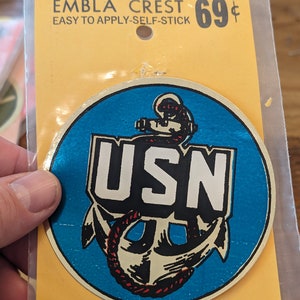 EMBLA CREST
EASY TO APPLY-SELF-STICK
69¢
USN